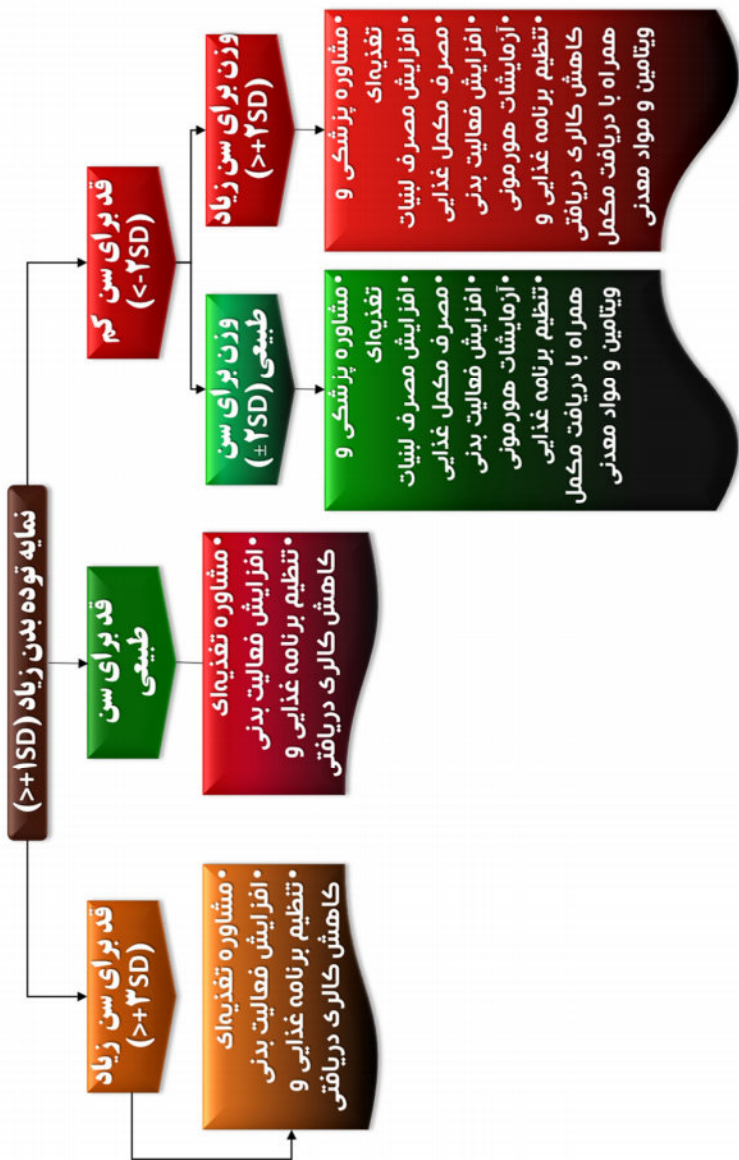 نمایه توده بدن زیاد (>+۱SD)
قد برای سن کم
(<-۲SD)
وزن برای سن زیاد
(>+۲SD)
•مشاوره پزشکی و
تغذیه‌ای
•افزایش مصرف لبنیات
•مصرف مکمل غذایی
•افزایش فعالیت بدنی
•آزمایشات هورمونی
•تنظیم برنامه غذایی و
کاهش کالری دریافتی
همراه با دریافت مکمل
ویتامین و مواد معدنی
وزن برای سن
طبیعی (±۲SD)
•مشاوره پزشکی و
تغذیه‌ای
•افزایش مصرف لبنیات
•مصرف مکمل غذایی
•افزایش فعالیت بدنی
•آزمایشات هورمونی
•تنظیم برنامه غذایی
همراه با دریافت مکمل
ویتامین و مواد معدنی
قد برای سن
طبیعی
•مشاوره تغذیه‌ای
•افزایش فعالیت بدنی
•تنظیم برنامه غذایی و
کاهش کالری دریافتی
قد برای سن زیاد
(>+۳SD)
•مشاوره تغذیه‌ای
•افزایش فعالیت بدنی
•تنظیم برنامه غذایی و
کاهش کالری دریافتی